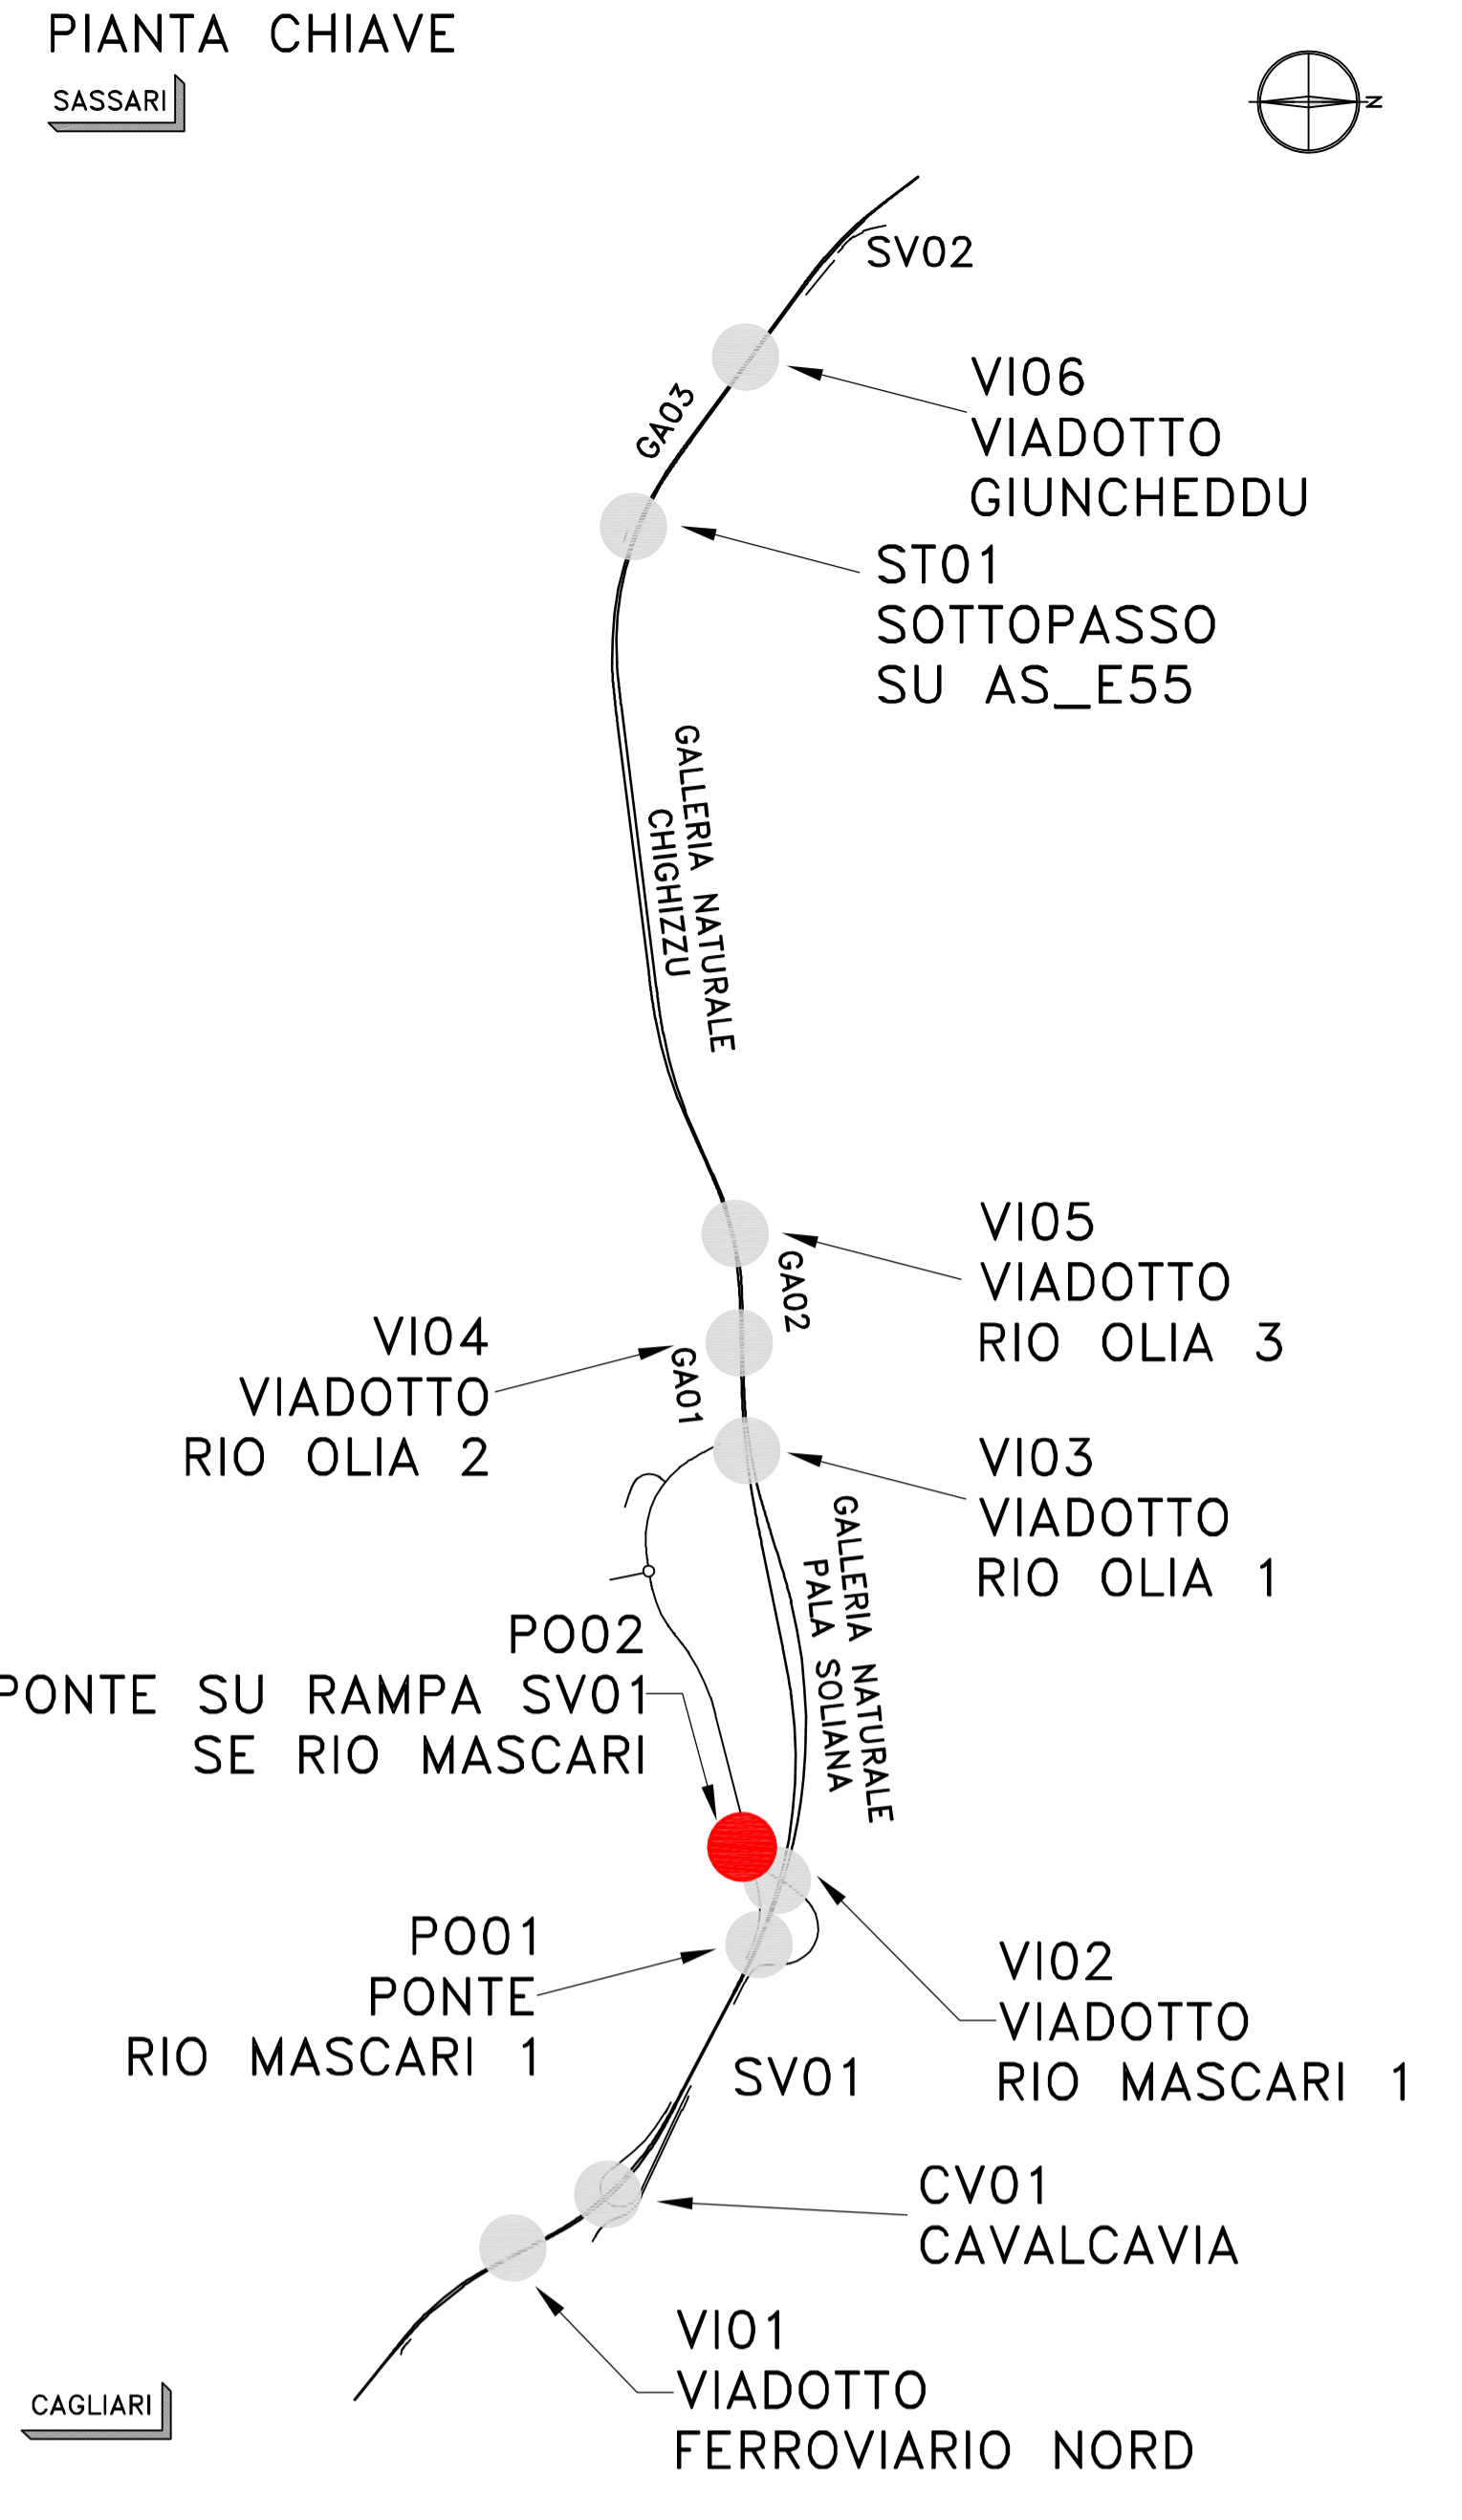 PIANTA CHIAVE
SASSARI
N
SV02
VI06
VIADOTTO
GIUNCHEDDU
GA03
ST01
SOTTOPASSO
SU AS_E55
GALLERIA NATURALE
CHIGHIZZU
VI05
VIADOTTO
RIO OLIA 3
GA02
VI04
VIADOTTO
RIO OLIA 2
GA01
VI03
VIADOTTO
RIO OLIA 1
GALLERIA NATURALE
PALA SOLIANA
PO02
PONTE SU RAMPA SV01
SE RIO MASCARI
PO01
PONTE
RIO MASCARI 1
VI02
VIADOTTO
RIO MASCARI 1
SV01
CV01
CAVALCAVIA
VI01
VIADOTTO
FERROVIARIO NORD
CAGLIARI